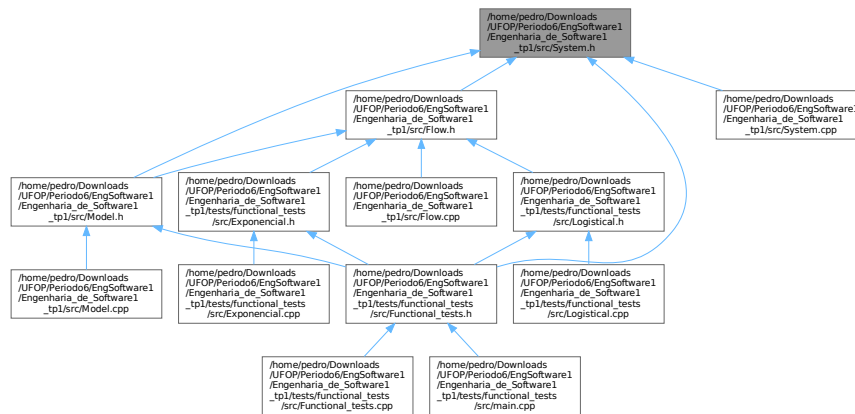 /home/pedro/Downloads
/UFOP/Periodo6/EngSoftware1
/Engenharia_de_Software1
_tp1/src/System.h
/home/pedro/Downloads
/UFOP/Periodo6/EngSoftware1
/Engenharia_de_Software1
_tp1/src/Flow.h
/home/pedro/Downloads
/UFOP/Periodo6/EngSoftware1
/Engenharia_de_Software1
_tp1/src/System.cpp
/home/pedro/Downloads
/UFOP/Periodo6/EngSoftware1
/Engenharia_de_Software1
_tp1/src/Model.h
/home/pedro/Downloads
/UFOP/Periodo6/EngSoftware1
/Engenharia_de_Software1
_tp1/tests/functional_tests
/src/Exponencial.h
/home/pedro/Downloads
/UFOP/Periodo6/EngSoftware1
/Engenharia_de_Software1
_tp1/src/Flow.cpp
/home/pedro/Downloads
/UFOP/Periodo6/EngSoftware1
/Engenharia_de_Software1
_tp1/tests/functional_tests
/src/Logistical.h
/home/pedro/Downloads
/UFOP/Periodo6/EngSoftware1
/Engenharia_de_Software1
_tp1/src/Model.cpp
/home/pedro/Downloads
/UFOP/Periodo6/EngSoftware1
/Engenharia_de_Software1
_tp1/tests/functional_tests
/src/Exponencial.cpp
/home/pedro/Downloads
/UFOP/Periodo6/EngSoftware1
/Engenharia_de_Software1
_tp1/tests/functional_tests
/src/Functional_tests.h
/home/pedro/Downloads
/UFOP/Periodo6/EngSoftware1
/Engenharia_de_Software1
_tp1/tests/functional_tests
/src/Logistical.cpp
/home/pedro/Downloads
/UFOP/Periodo6/EngSoftware1
/Engenharia_de_Software1
_tp1/tests/functional_tests
/src/Functional_tests.cpp
/home/pedro/Downloads
/UFOP/Periodo6/EngSoftware1
/Engenharia_de_Software1
_tp1/tests/functional_tests
/src/main.cpp